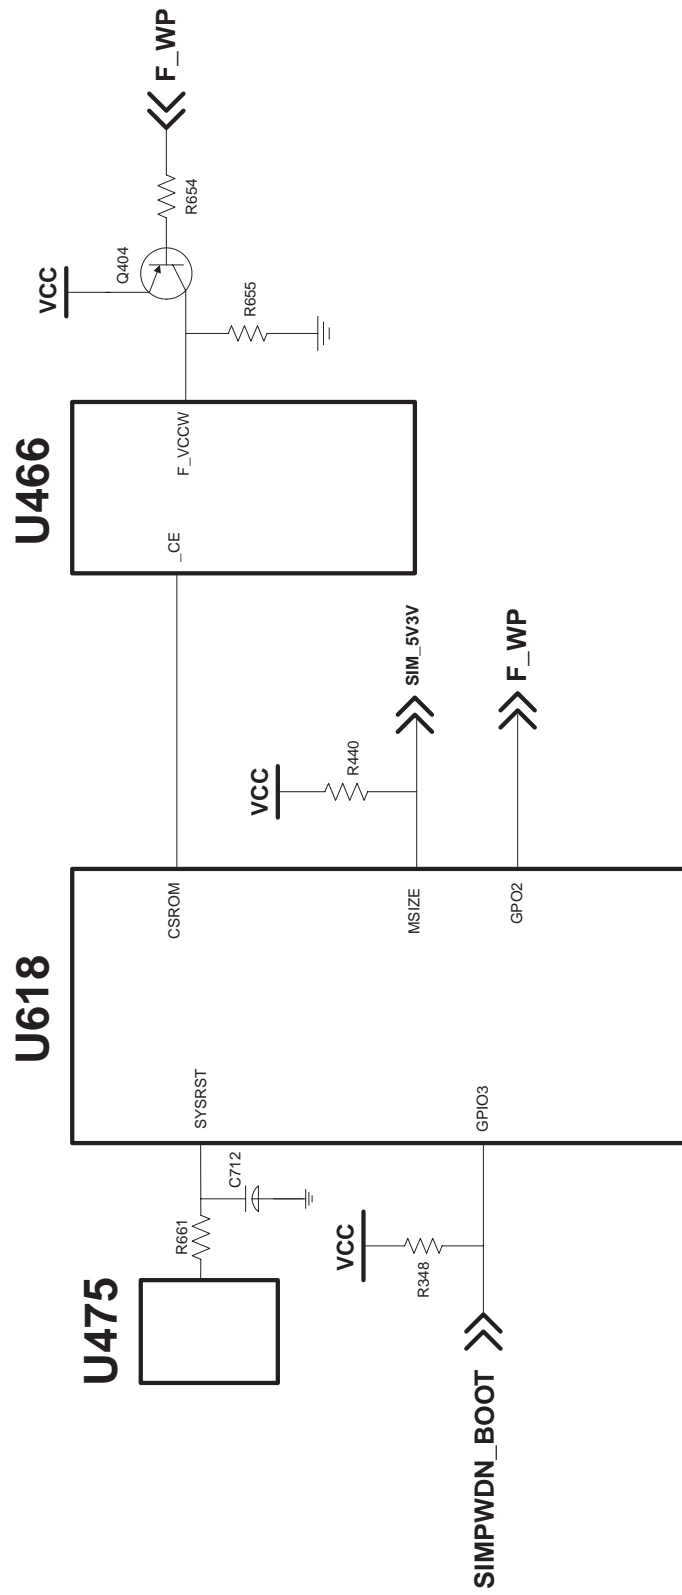 F_WP
R654
Q404
VCC
R655
U466
F_VCCW
_CE
SIM_5V3V
F_WP
R440
VCC
U618
CSROM
MSIZE
GPO2
SYSRST
GPIO3
C712
R661
VCC
R348
U475
SIMPWDN_BOOT